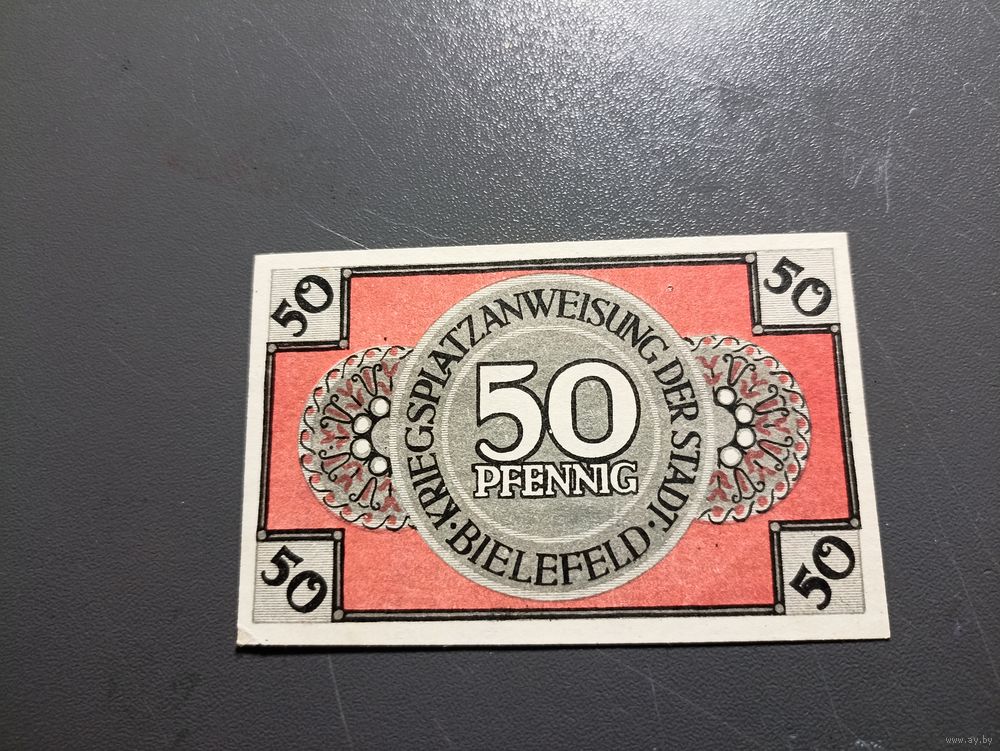 50
50
KRIEGSPLATZANWEISUNG DER STADT
· BIELEFELD ·
50
PFENNIG
50
50
www.ay.by